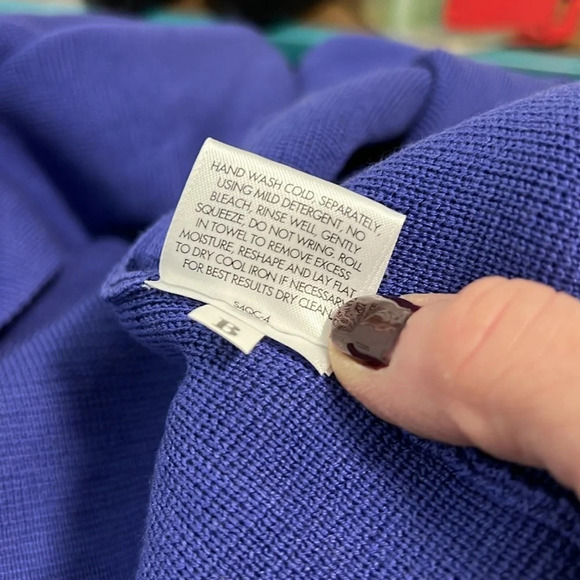 HAND WASH COLD, SEPARATELY,
USING MILD DETERGENT, NO
BLEACH, RINSE WELL. GENTLY
SQUEEZE. DO NOT WRING. ROLL
IN TOWEL TO REMOVE EXCESS
MOISTURE, RESHAPE AND LAY FLAT
TO DRY COOL IRON IF NECESSARY
FOR BEST RESULTS DRY CLEAN
S4QC-A
B